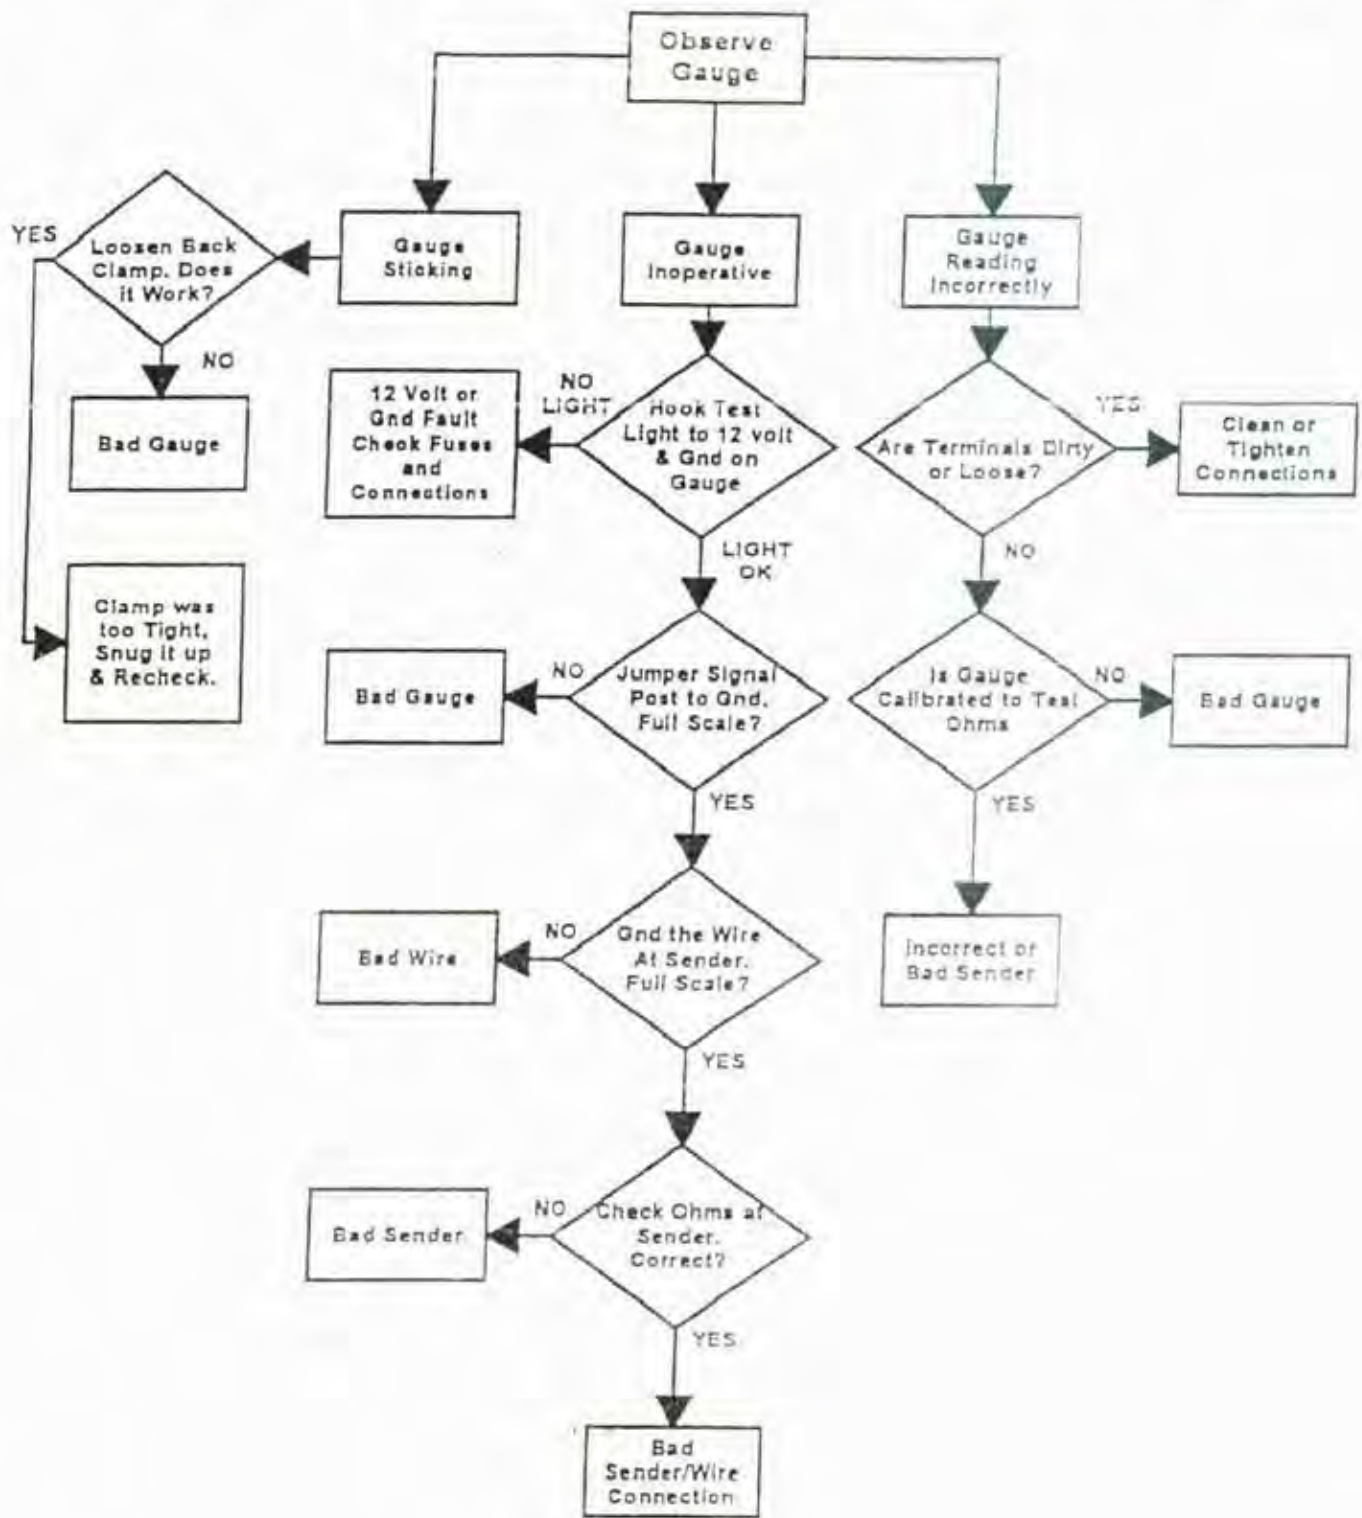 Observe
Gauge
YES
Loosen Back
Clamp. Does
it Work?
Gauge
Sticking
Gauge
Inoperative
Gauge
Reading
Incorrectly
NO
Bad Gauge
12 Volt or
Gnd Fault
Check Fuses
and
Connections
NO
LIGHT
Hook Test
Light to 12 volt
& Gnd on
Gauge
Are Terminals Dirty
or Loose?
YES
Clean or
Tighten
Connections
LIGHT
OK
NO
Clamp was
too Tight,
Snug it up
& Recheck.
Bad Gauge
NO
Jumper Signal
Post to Gnd.
Full Scale?
Is Gauge
Calibrated to Test
Ohms
NO
Bad Gauge
YES
YES
Bad Wire
NO
Gnd the Wire
At Sender.
Full Scale?
Incorrect or
Bad Sender
YES
Bad Sender
NO
Check Ohms at
Sender.
Correct?
YES
Bad
Sender/Wire
Connection